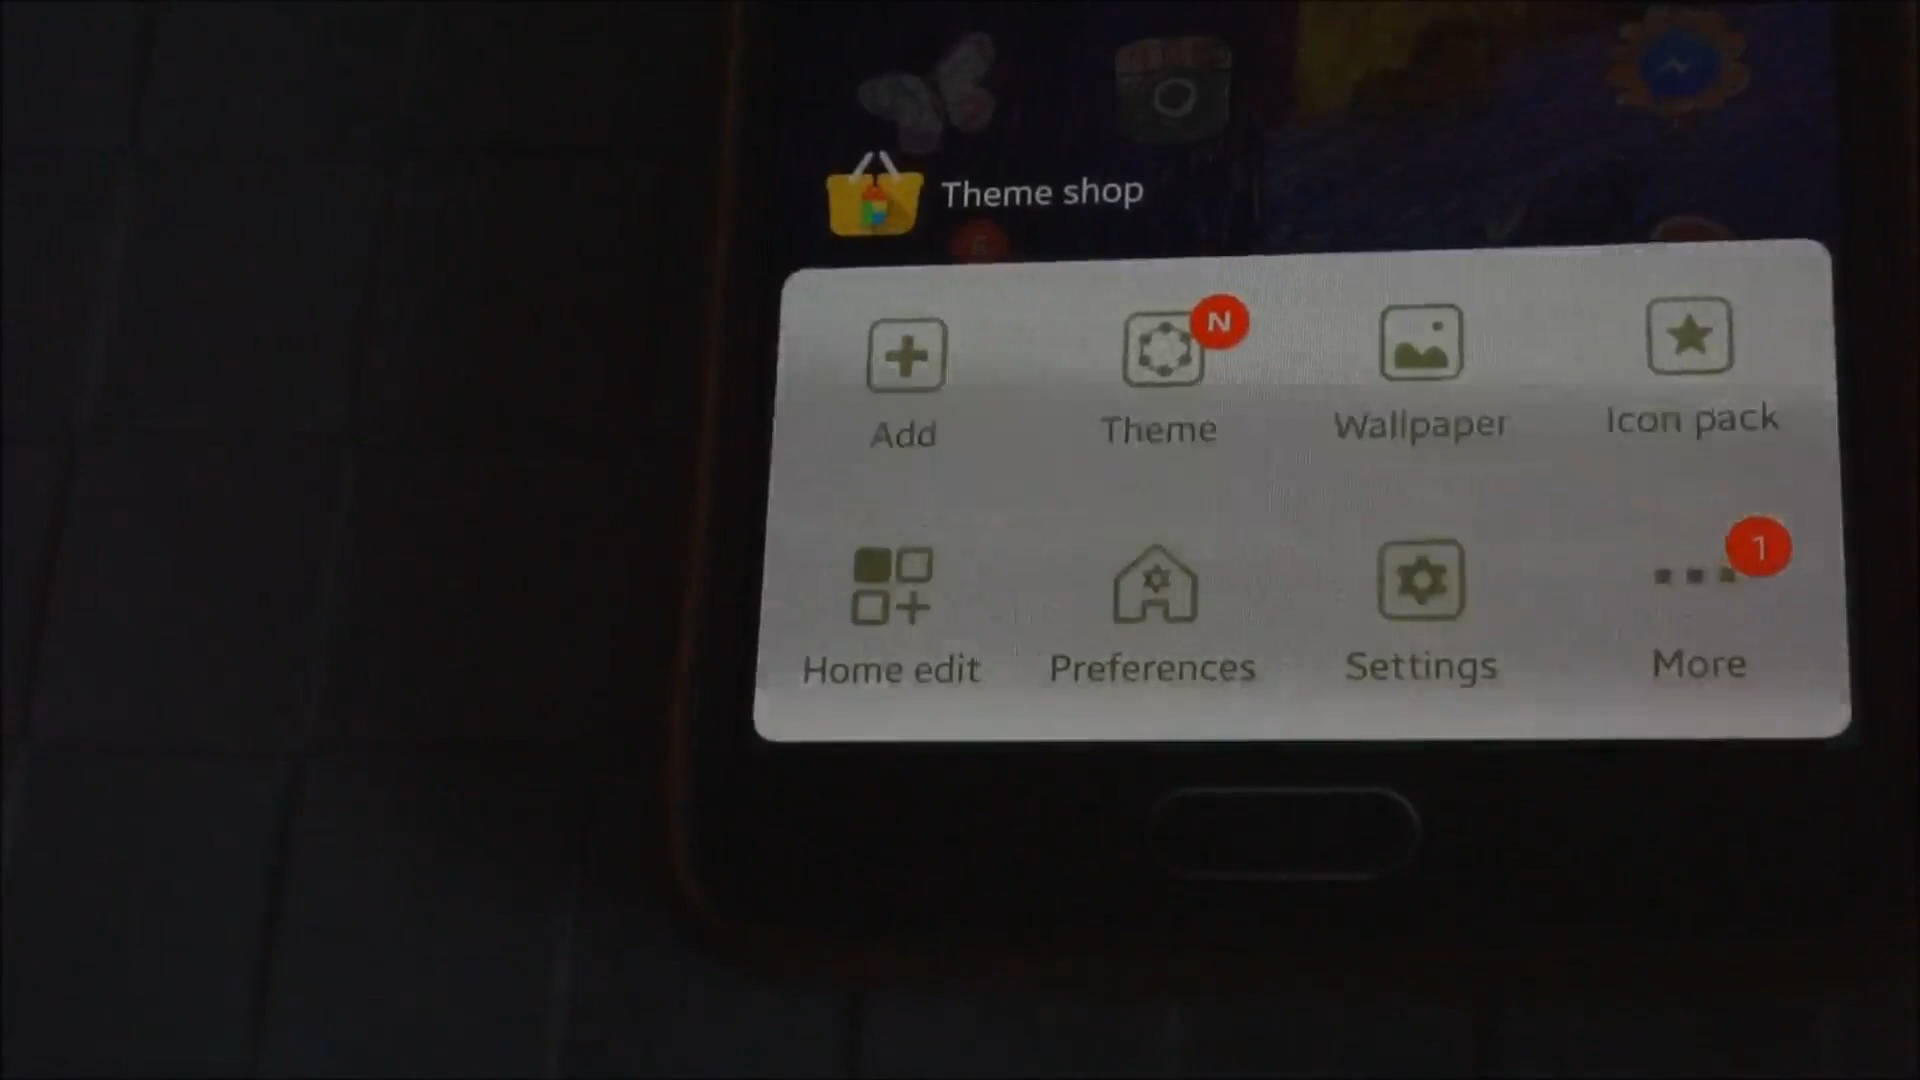 Theme shop
N
Add Theme Wallpaper Icon pack
1
Home edit Preferences Settings More